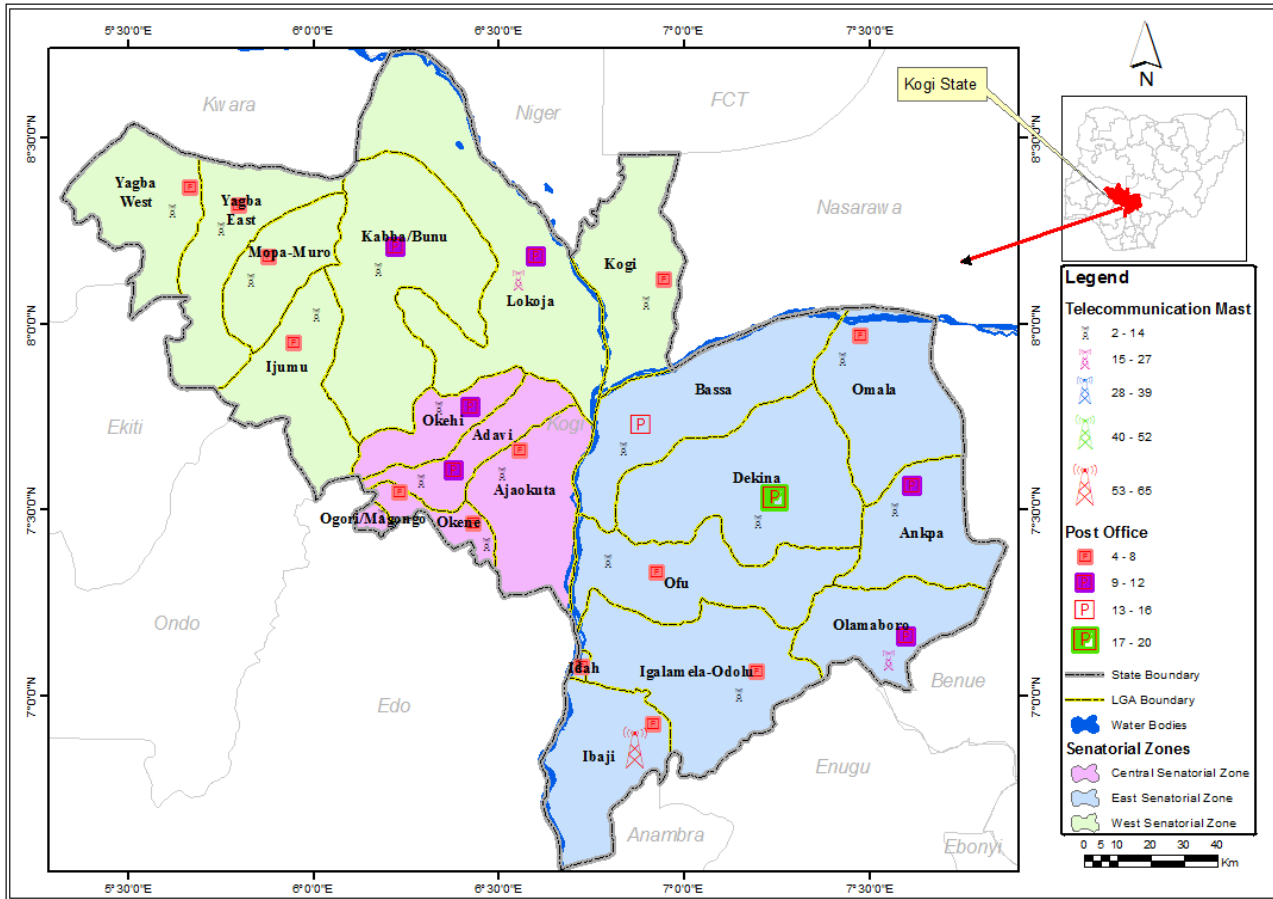 5°30'0"E 6°0'0"E 6°30'0"E 7°0'0"E 7°30'0"E
N
Kogi State
Kwara
Niger
FCT
8°30'0"N
8°30'0"N
Nasarawa
Yagba
West
Yagba
East
Mopa-Muro
Kabba/Bunu
Kogi
Lokoja
8°0'0"N
8°0'0"N
Ijumu
Bassa
Omala
Ekiti
Okehi
Kogi
Adavi
P
Dekina
P
Ajaokuta
7°30'0"N
7°30'0"N
Ogori/Magongo
Okene
Ankpa
Ofu
Ondo
Olamaboro
P
Idah
Igalamela-Odolu
Benue
7°0'0"N
7°0'0"N
Edo
Ibaji
Enugu
Anambra
Ebonyi
5°30'0"E 6°0'0"E 6°30'0"E 7°0'0"E 7°30'0"E
Legend
Telecommunication Mast
2 - 14
15 - 27
28 - 39
40 - 52
53 - 65
Post Office
P 4 - 8
P 9 - 12
P 13 - 16
P 17 - 20
State Boundary
LGA Boundary
Water Bodies
Senatorial Zones
Central Senatorial Zone
East Senatorial Zone
West Senatorial Zone
0 5 10 20 30 40
Km